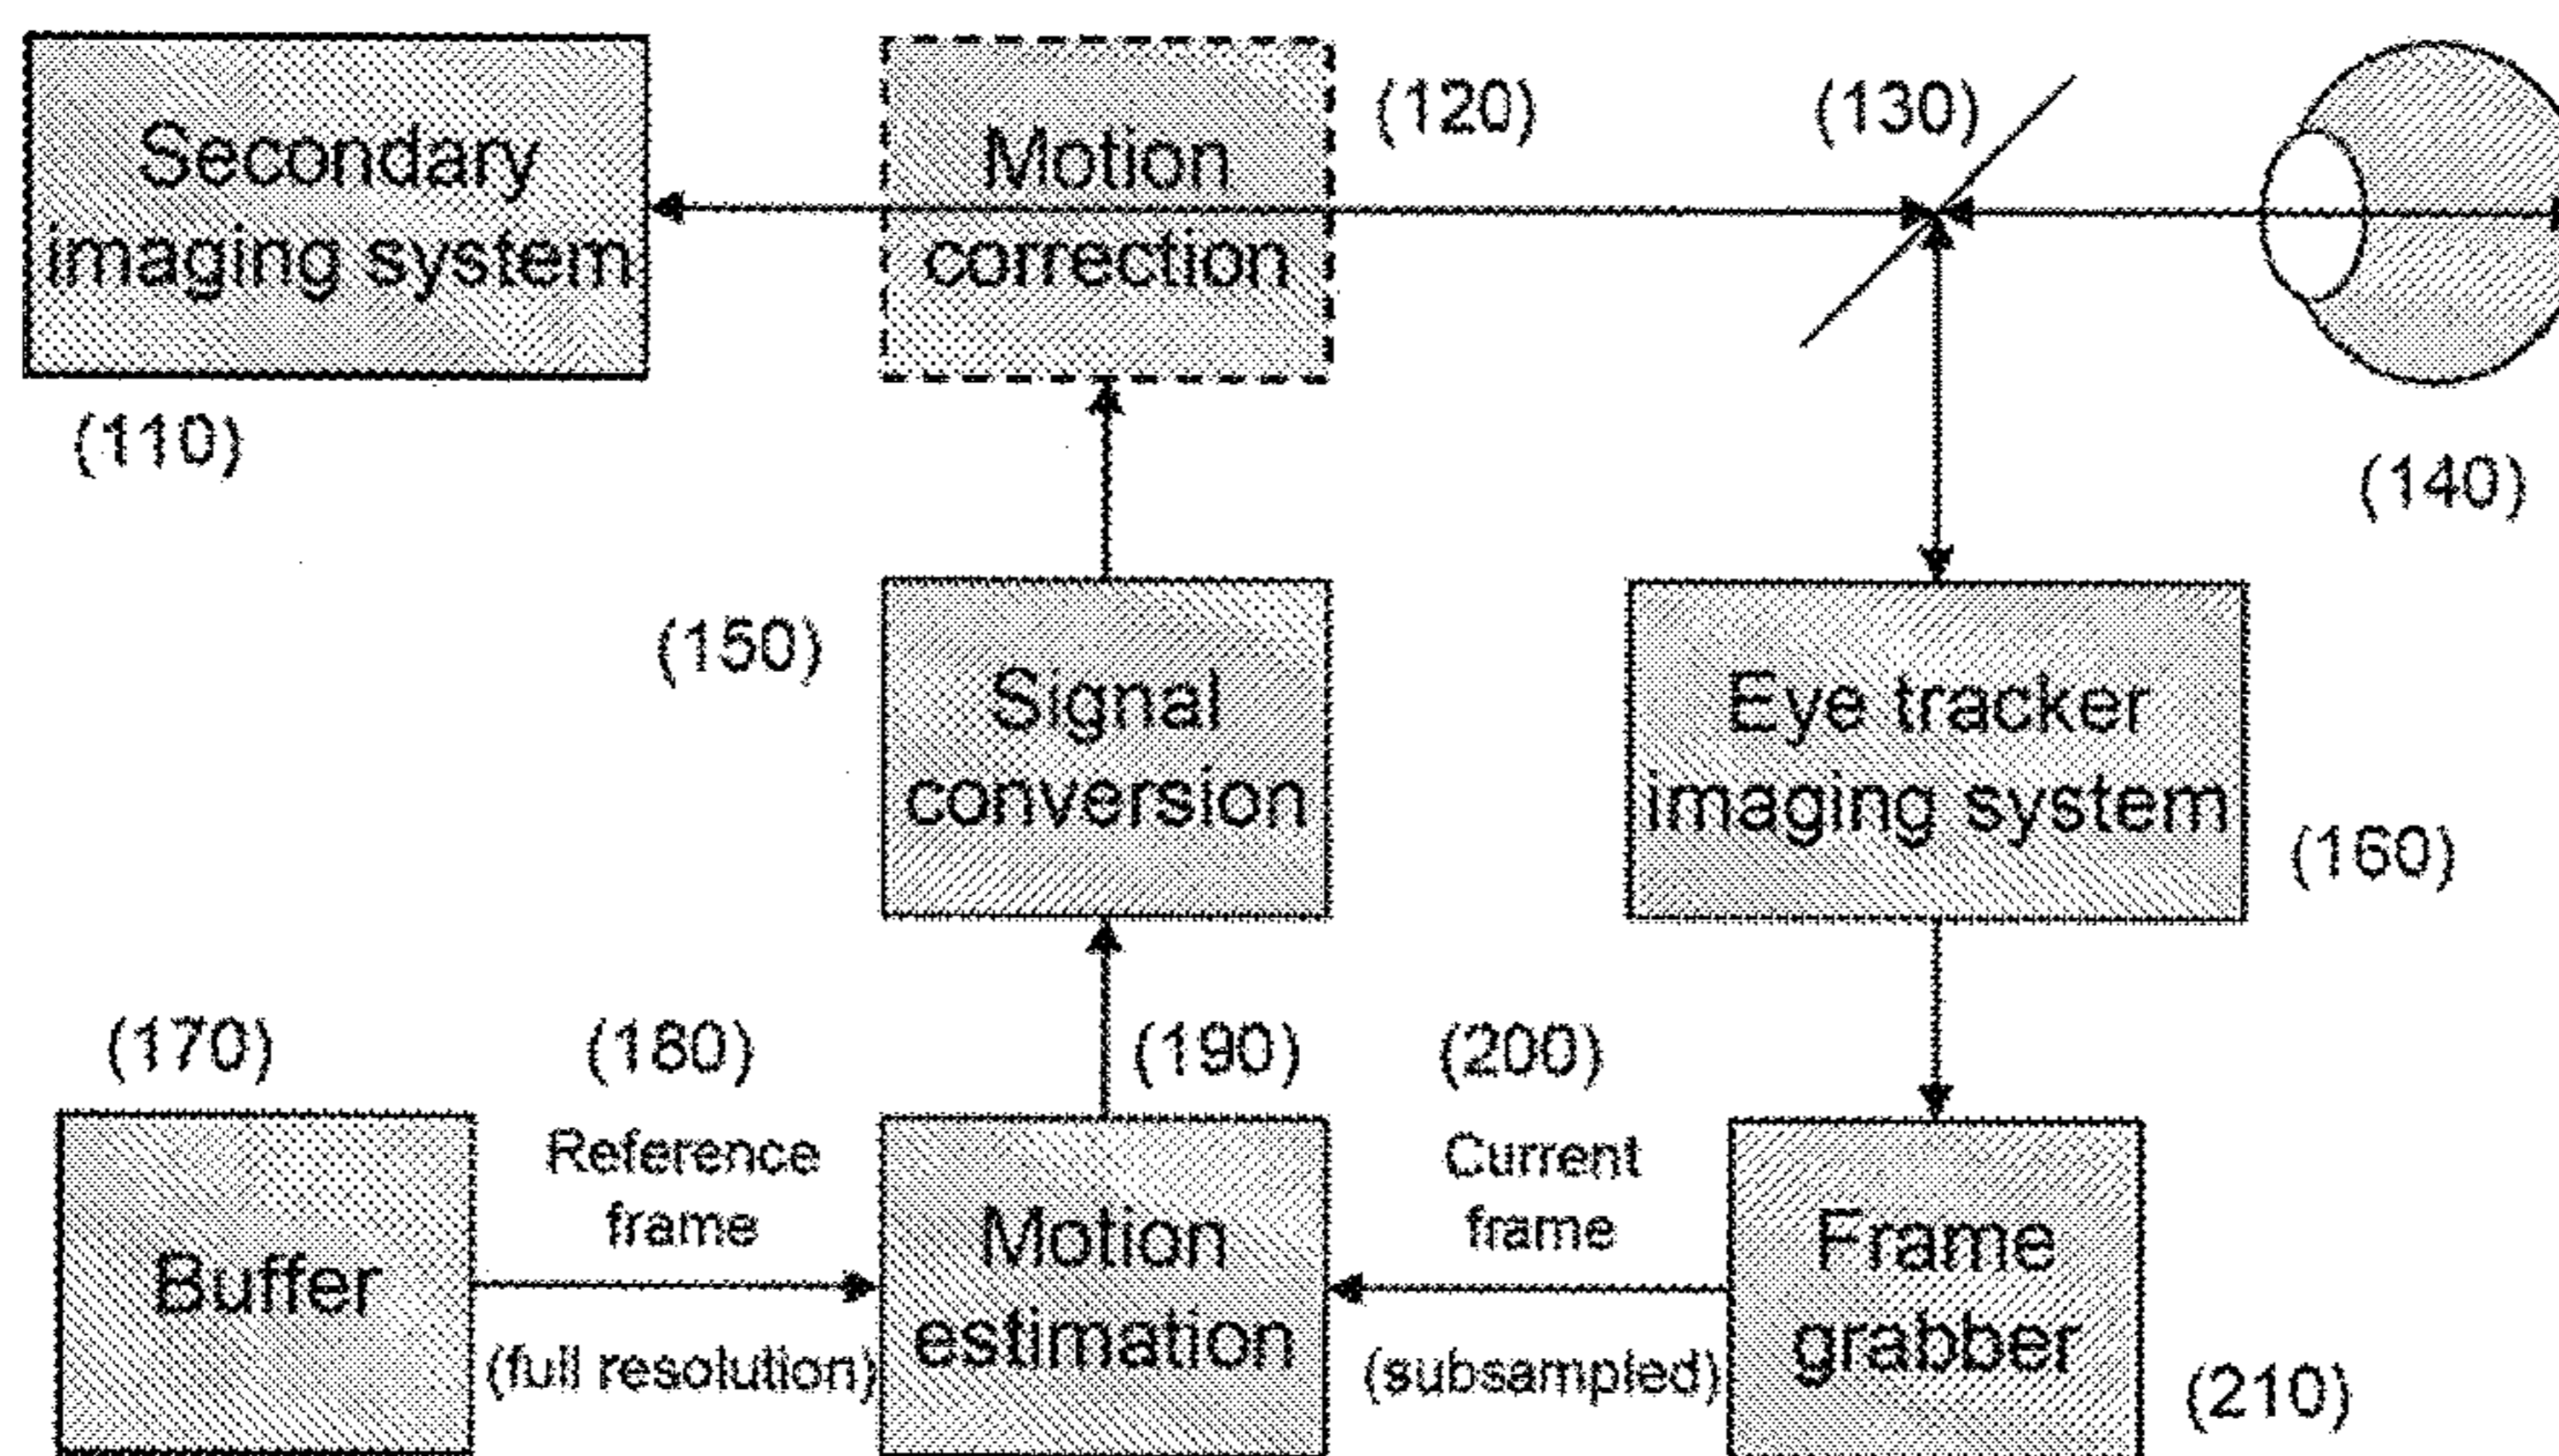 Secondary
imaging system
(110)
Motion
correction
(120)
(130)
(140)
(150)
Signal
conversion
Eye tracker
imaging system
(160)
(170)
Buffer
(180)
Reference
frame
(full resolution)
(190)
Motion
estimation
(200)
Current
frame
(subsampled)
Frame
grabber
(210)